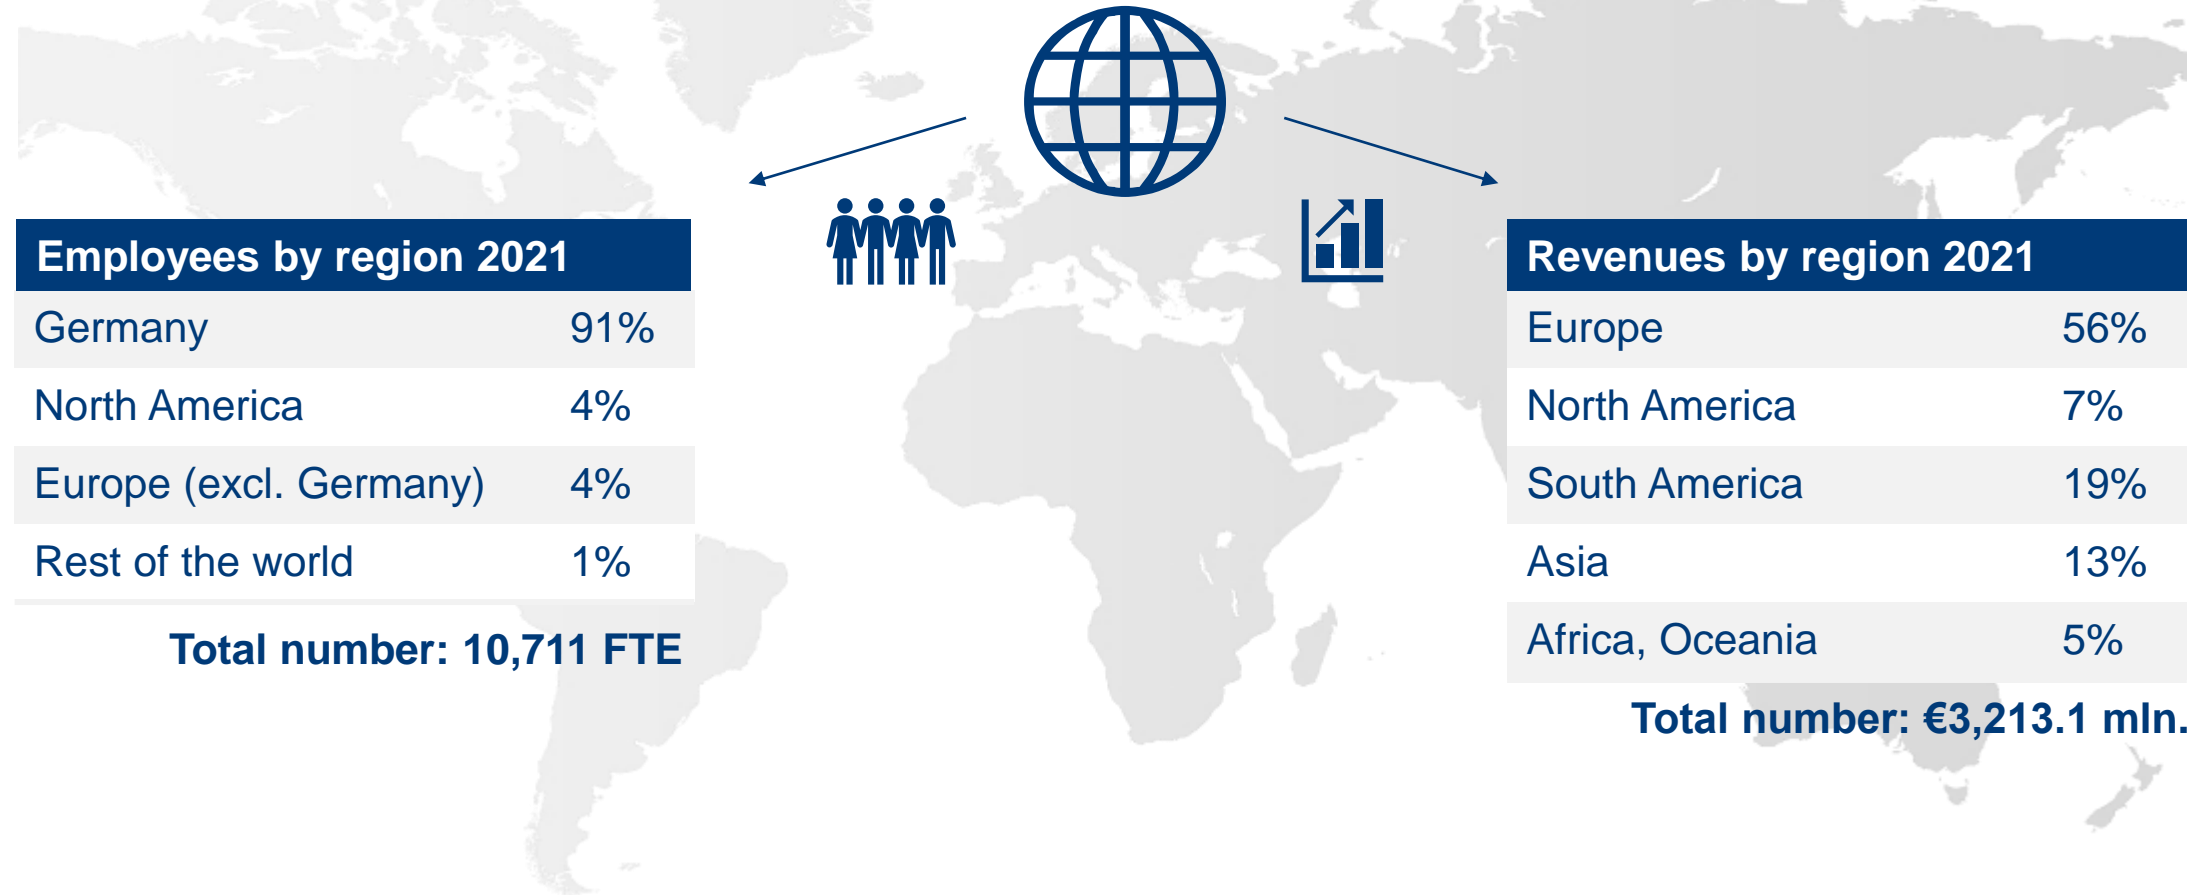 Employees by region 2021
Germany 91%
North America 4%
Europe (excl. Germany) 4%
Rest of the world 1%
Total number: 10,711 FTE
Revenues by region 2021
Europe 56%
North America 7%
South America 19%
Asia 13%
Africa, Oceania 5%
Total number: €3,213.1 mln.